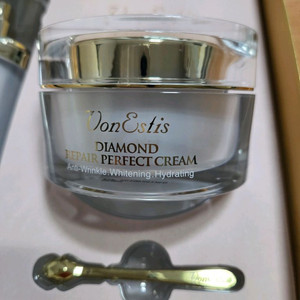 VonEstis
DIAMOND
REPAIR PERFECT CREAM
Anti-Wrinkle.Whitening.Hydrating